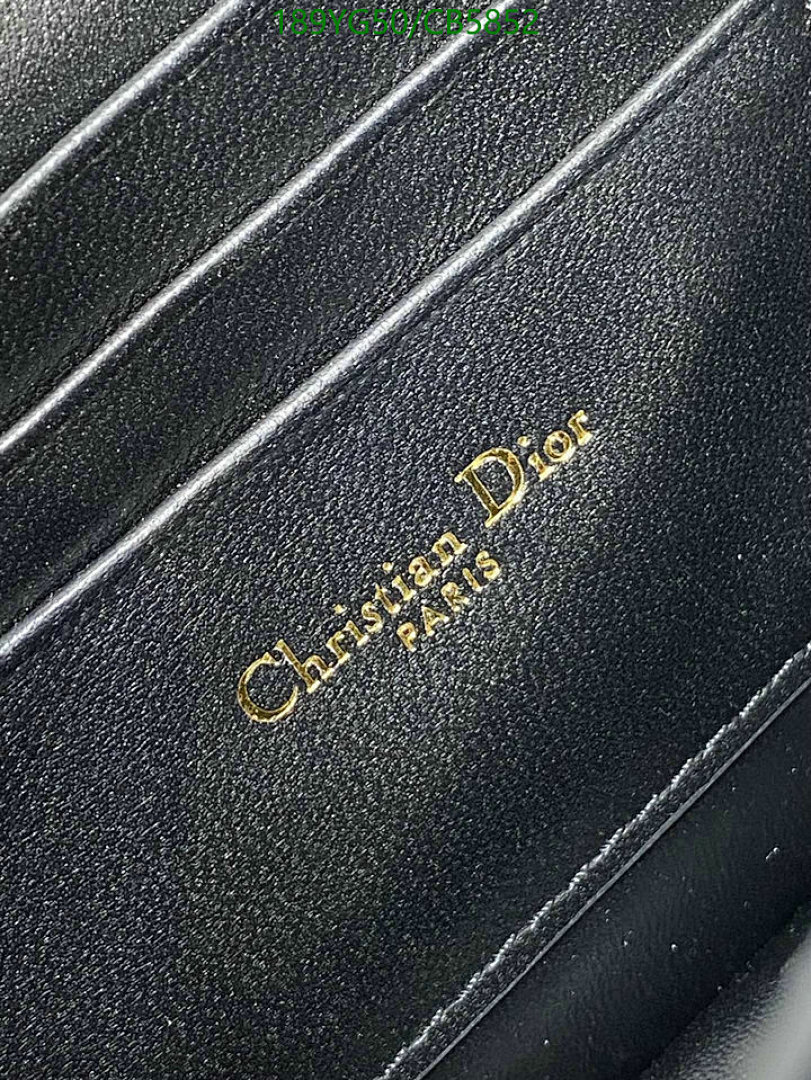 189YG50/CB5852
Christian Dior
PARIS